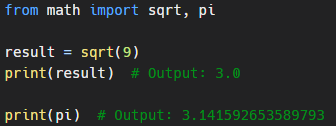 from math import sqrt, pi
result = sqrt(9)
print(result)  # Output: 3.0
print(pi)  # Output: 3.141592653589793